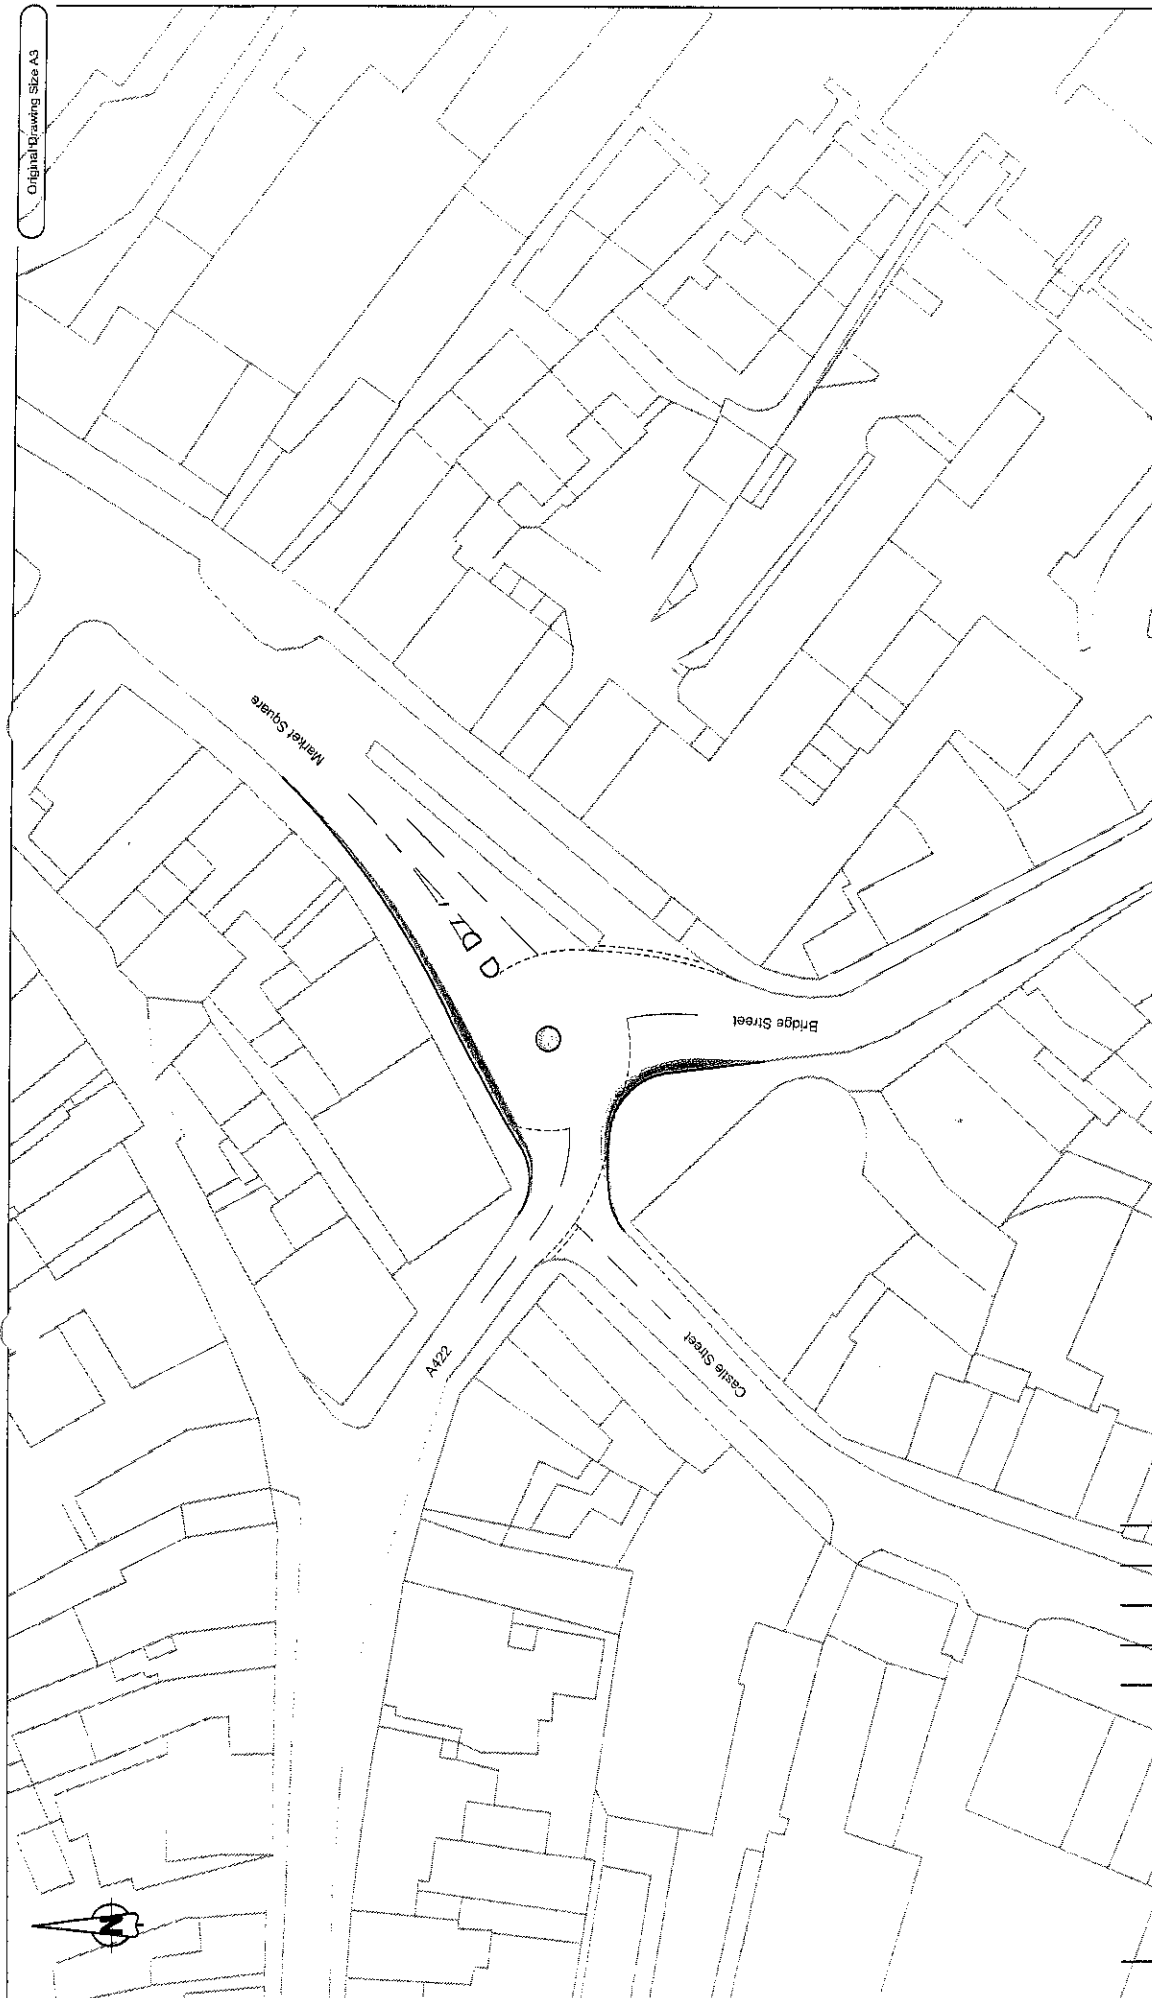 Original Drawing Size A3
Market Square
Bridge Street
A422
Castle Street
N